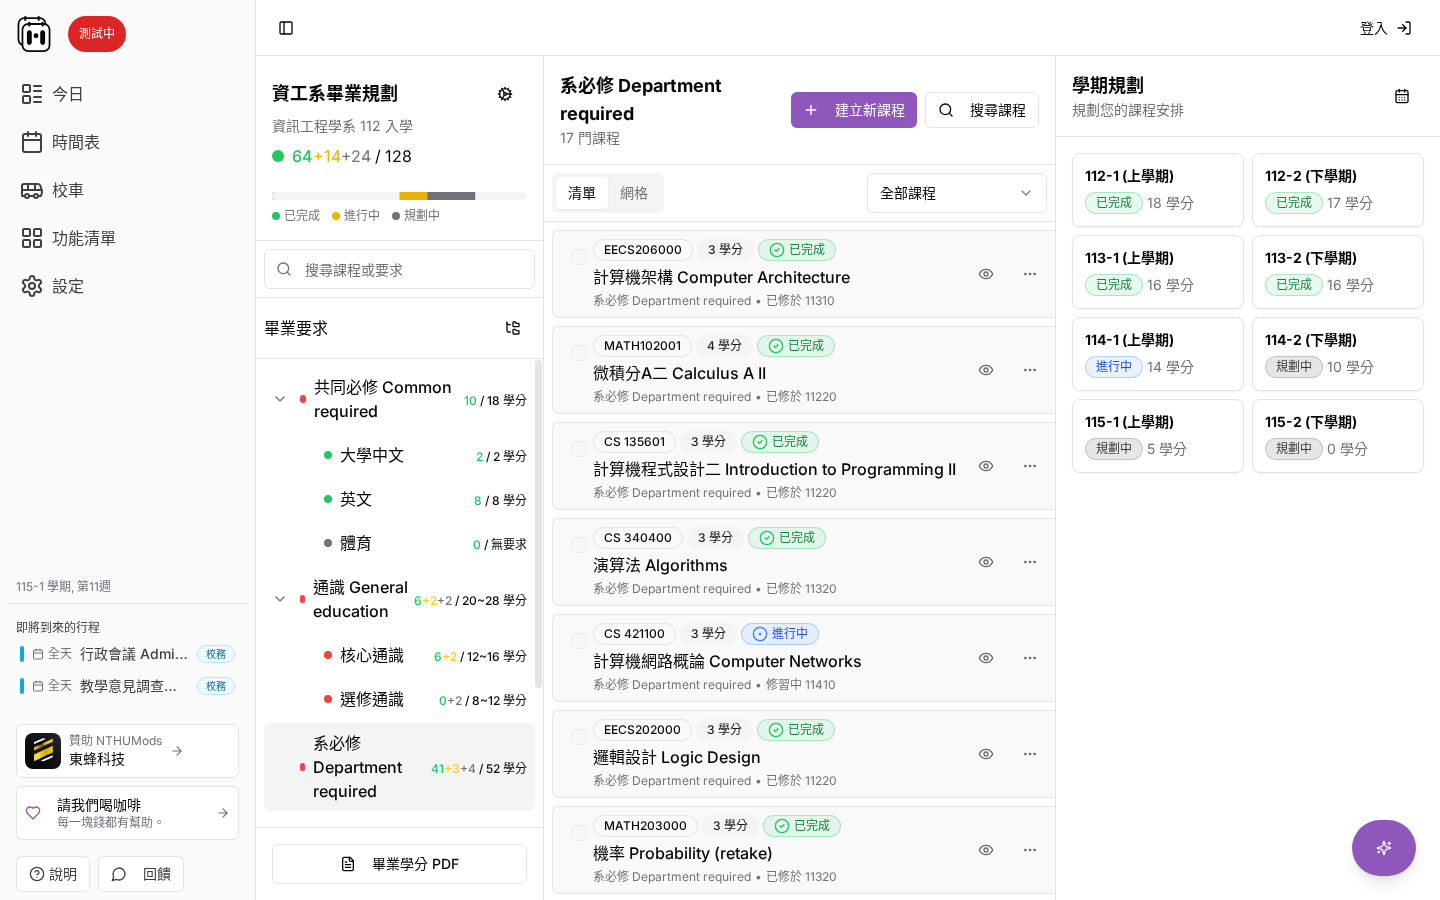 測試中
今日
時間表
校車
功能清單
設定
115-1 學期, 第11週
即將到來的行程
全天 行政會議 Admi... 校務
全天 教學意見調查... 校務
贊助 NTHUMods
東蜂科技
請我們喝咖啡
每一塊錢都有幫助。
說明
回饋
登入
資工系畢業規劃
資訊工程學系 112 入學
64+14+24 / 128
已完成 進行中 規劃中
搜尋課程或要求
畢業要求
共同必修 Common
required
10 / 18 學分
大學中文 2 / 2 學分
英文 8 / 8 學分
體育 0 / 無要求
通識 General
education
6+2+2 / 20~28 學分
核心通識 6+2 / 12~16 學分
選修通識 0+2 / 8~12 學分
系必修
Department
required
41+3+4 / 52 學分
畢業學分 PDF
系必修 Department
required
17 門課程
建立新課程
搜尋課程
清單 網格
全部課程
EECS206000 3 學分 已完成
計算機架構 Computer Architecture
系必修 Department required • 已修於 11310
MATH102001 4 學分 已完成
微積分A二 Calculus A II
系必修 Department required • 已修於 11220
CS 135601 3 學分 已完成
計算機程式設計二 Introduction to Programming II
系必修 Department required • 已修於 11220
CS 340400 3 學分 已完成
演算法 Algorithms
系必修 Department required • 已修於 11320
CS 421100 3 學分 進行中
計算機網路概論 Computer Networks
系必修 Department required • 修習中 11410
EECS202000 3 學分 已完成
邏輯設計 Logic Design
系必修 Department required • 已修於 11220
MATH203000 3 學分 已完成
機率 Probability (retake)
系必修 Department required • 已修於 11320
學期規劃
規劃您的課程安排
112-1 (上學期)
已完成 18 學分
112-2 (下學期)
已完成 17 學分
113-1 (上學期)
已完成 16 學分
113-2 (下學期)
已完成 16 學分
114-1 (上學期)
進行中 14 學分
114-2 (下學期)
規劃中 10 學分
115-1 (上學期)
規劃中 5 學分
115-2 (下學期)
規劃中 0 學分